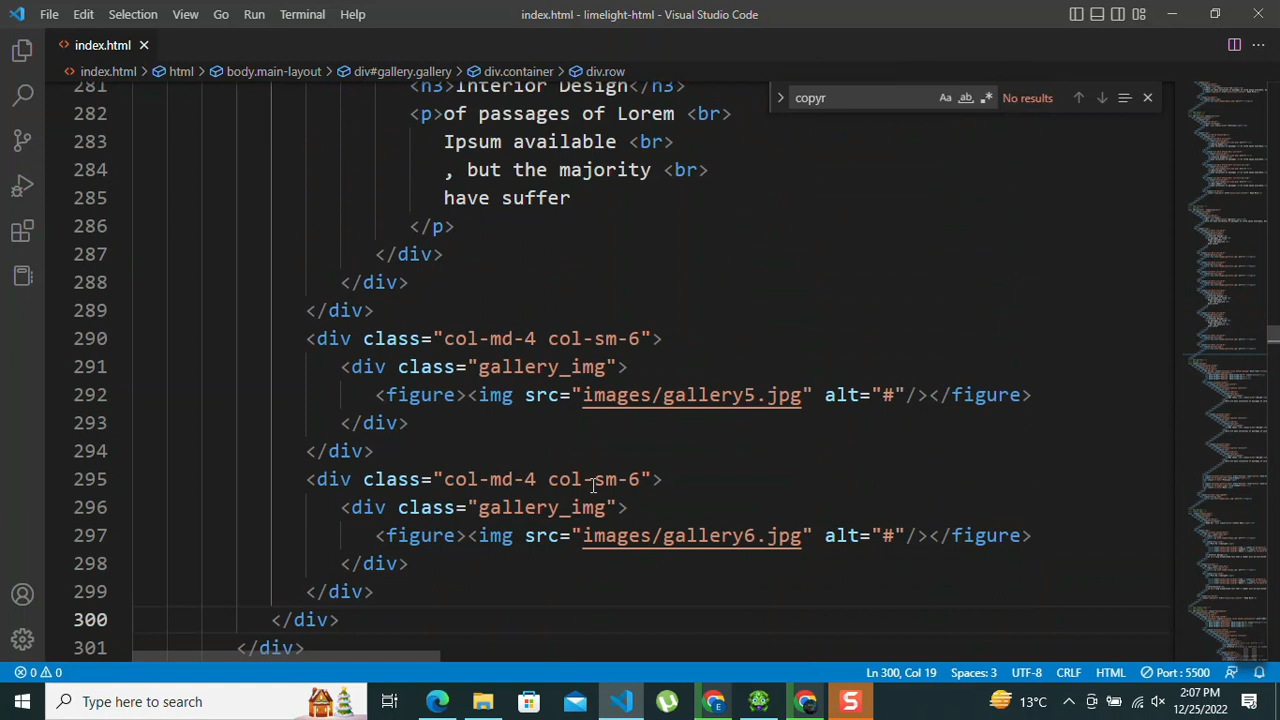 File Edit Selection View Go Run Terminal Help index.html - limelight-html - Visual Studio Code
index.html
index.html html body.main-layout div#gallery.gallery div.container div.row
281 <h3>Interior Design</h3>
copyr Aa ab No results
282 <p>of passages of Lorem <br>
283 Ipsum available <br>
284 , but the majority <br>
285 have suffer
286 </p>
287 </div>
288 </div>
289 </div>
290 <div class="col-md-4 col-sm-6">
291 <div class="gallery_img">
292 <figure><img src="images/gallery5.jpg" alt="#"/></figure>
293 </div>
294 </div>
295 <div class="col-md-4 col-sm-6">
296 <div class="gallery_img">
297 <figure><img src="images/gallery6.jpg" alt="#"/></figure>
298 </div>
299 </div>
300 </div>
301 </div>
0 0 Ln 300, Col 19 Spaces: 3 UTF-8 CRLF HTML Port : 5500
Type here to search
E
S
13°C
2:07 PM
12/25/2022